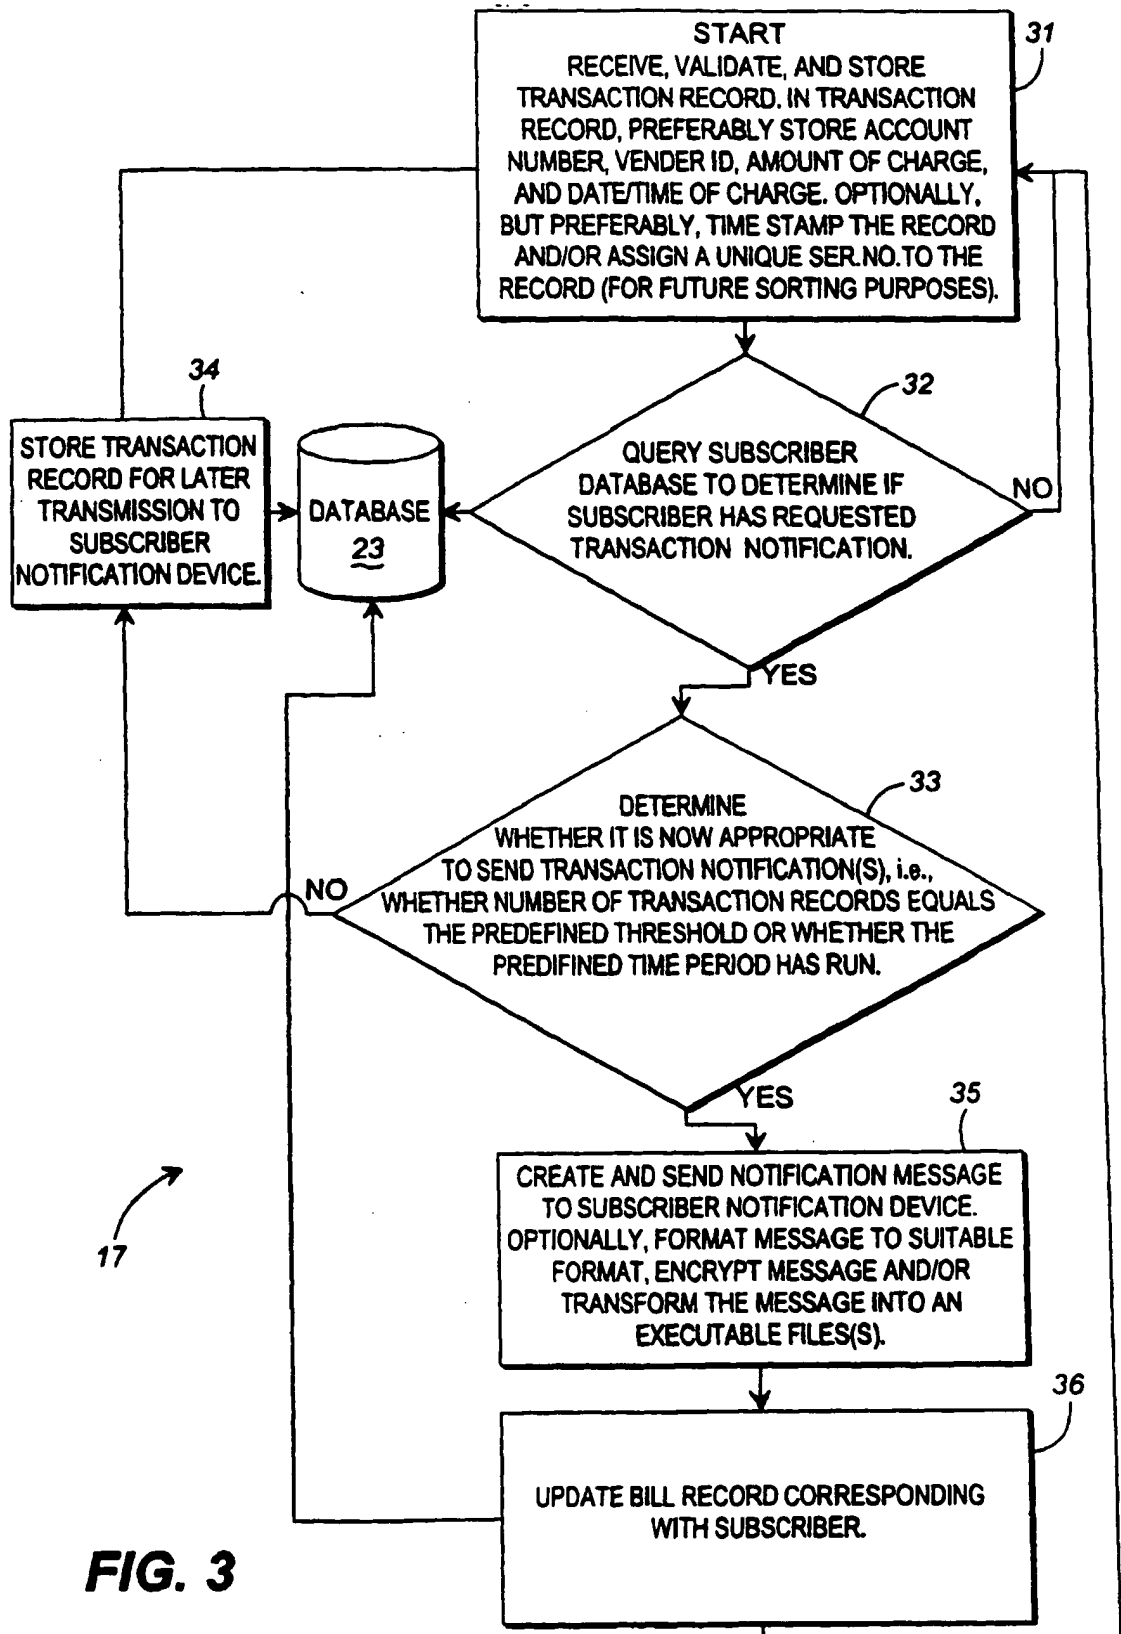 START
31
RECEIVE, VALIDATE, AND STORE
TRANSACTION RECORD. IN TRANSACTION
RECORD, PREFERABLY STORE ACCOUNT
NUMBER, VENDER ID, AMOUNT OF CHARGE,
AND DATE/TIME OF CHARGE. OPTIONALLY,
BUT PREFERABLY, TIME STAMP THE RECORD
AND/OR ASSIGN A UNIQUE SER.NO.TO THE
RECORD (FOR FUTURE SORTING PURPOSES).
32
QUERY SUBSCRIBER
DATABASE TO DETERMINE IF
SUBSCRIBER HAS REQUESTED
TRANSACTION NOTIFICATION.
NO
YES
34
STORE TRANSACTION
RECORD FOR LATER
TRANSMISSION TO
SUBSCRIBER
NOTIFICATION DEVICE.
DATABASE
23
33
DETERMINE
WHETHER IT IS NOW APPROPRIATE
TO SEND TRANSACTION NOTIFICATION(S), i.e.,
WHETHER NUMBER OF TRANSACTION RECORDS EQUALS
THE PREDEFINED THRESHOLD OR WHETHER THE
PREDIFINED TIME PERIOD HAS RUN.
NO
YES
35
CREATE AND SEND NOTIFICATION MESSAGE
TO SUBSCRIBER NOTIFICATION DEVICE.
OPTIONALLY, FORMAT MESSAGE TO SUITABLE
FORMAT, ENCRYPT MESSAGE AND/OR
TRANSFORM THE MESSAGE INTO AN
EXECUTABLE FILES(S).
17
36
UPDATE BILL RECORD CORRESPONDING
WITH SUBSCRIBER.
FIG. 3